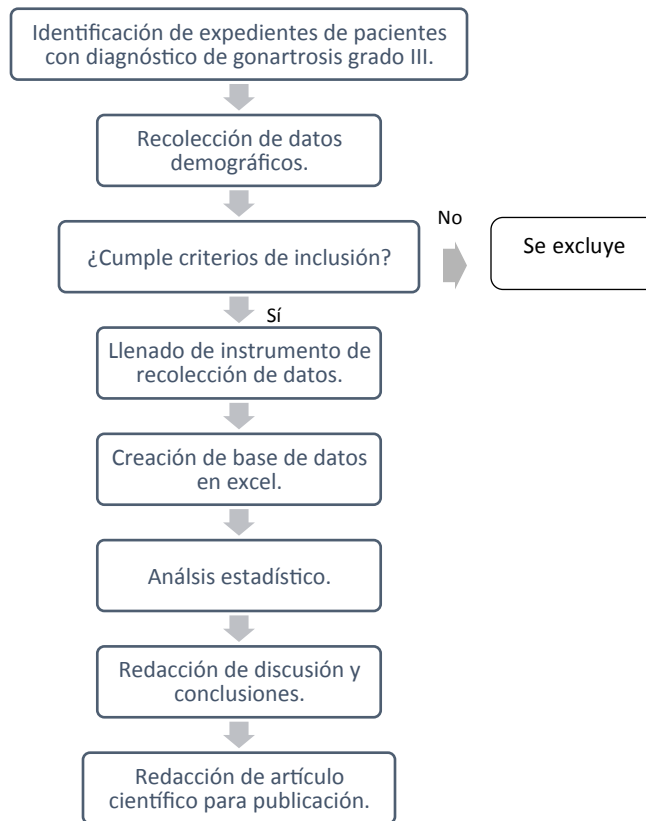 Identificación de expedientes de pacientes
con diagnóstico de gonartrosis grado III.
Recolección de datos
demográficos.
¿Cumple criterios de inclusión?
No
Se excluye
Sí
Llenado de instrumento de
recolección de datos.
Creación de base de datos
en excel.
Análsis estadístico.
Redacción de discusión y
conclusiones.
Redacción de artículo
científico para publicación.